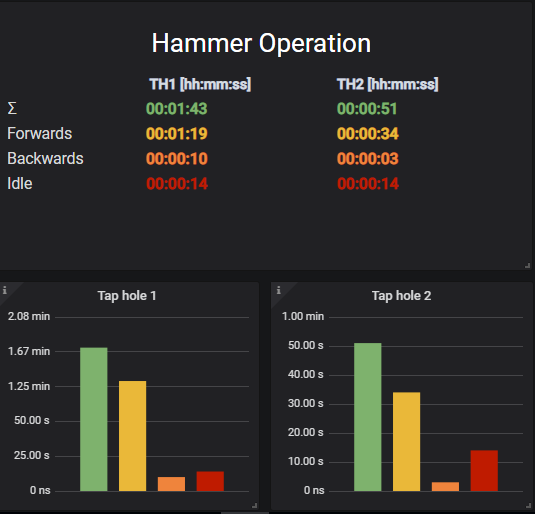 Hammer Operation
TH1 [hh:mm:ss] TH2 [hh:mm:ss]
Σ 00:01:43 00:00:51
Forwards 00:01:19 00:00:34
Backwards 00:00:10 00:00:03
Idle 00:00:14 00:00:14
i Tap hole 1
2.08 min
1.67 min
1.25 min
50.00 s
25.00 s
0 ns
i Tap hole 2
1.00 min
50.00 s
40.00 s
30.00 s
20.00 s
10.00 s
0 ns